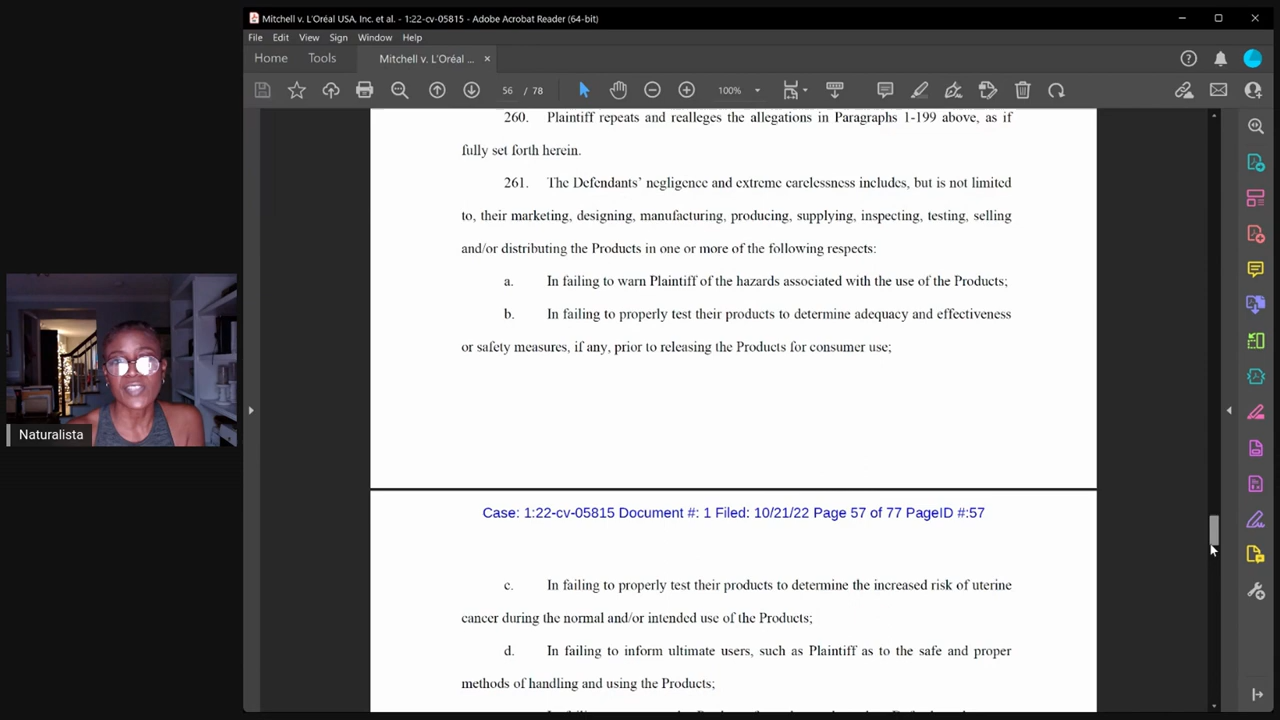 Mitchell v. L'Oréal USA, Inc. et al. - 1:22-cv-05815 - Adobe Acrobat Reader (64-bit)
File Edit View Sign Window Help
Home Tools Mitchell v. L'Oréal ... ×
56 / 78 100%
260. Plaintiff repeats and realleges the allegations in Paragraphs 1-199 above, as if
fully set forth herein.
261. The Defendants' negligence and extreme carelessness includes, but is not limited
to, their marketing, designing, manufacturing, producing, supplying, inspecting, testing, selling
and/or distributing the Products in one or more of the following respects:
a. In failing to warn Plaintiff of the hazards associated with the use of the Products;
b. In failing to properly test their products to determine adequacy and effectiveness
or safety measures, if any, prior to releasing the Products for consumer use;
Naturalista
Case: 1:22-cv-05815 Document #: 1 Filed: 10/21/22 Page 57 of 77 PageID #:57
c. In failing to properly test their products to determine the increased risk of uterine
cancer during the normal and/or intended use of the Products;
d. In failing to inform ultimate users, such as Plaintiff as to the safe and proper
methods of handling and using the Products;